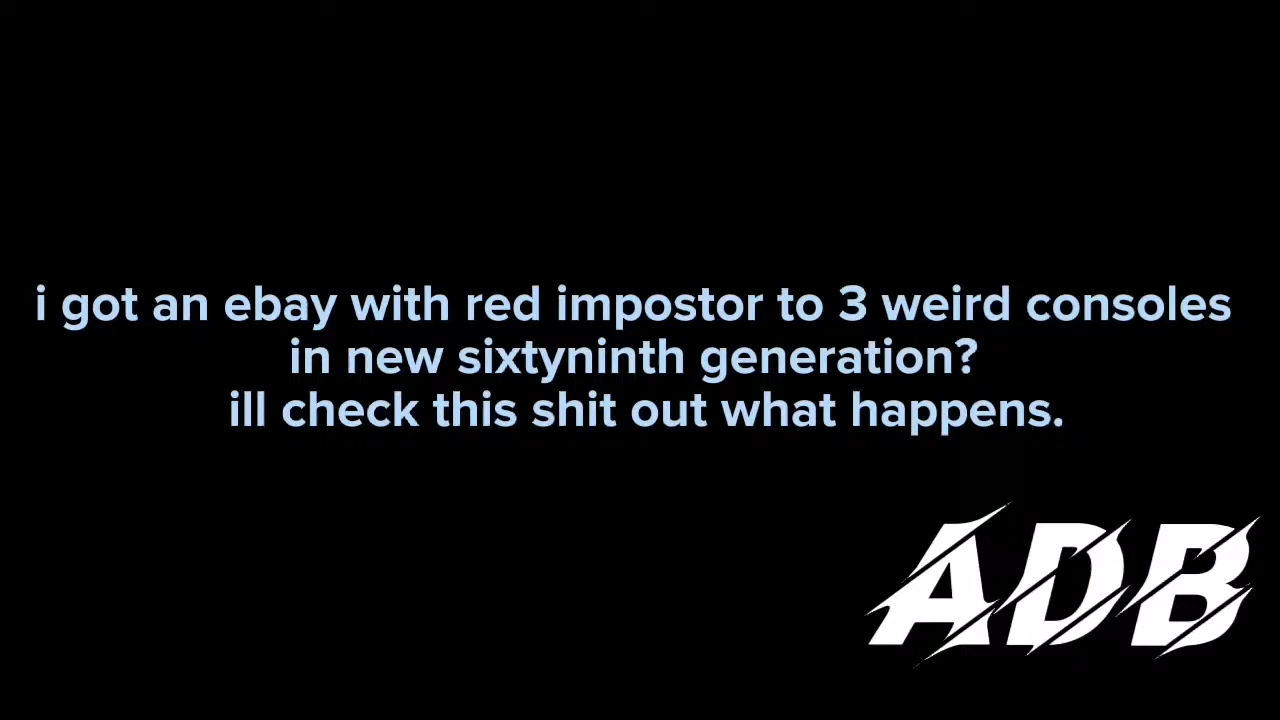 i got an ebay with red impostor to 3 weird consoles
in new sixtyninth generation?
ill check this shit out what happens.
ADB